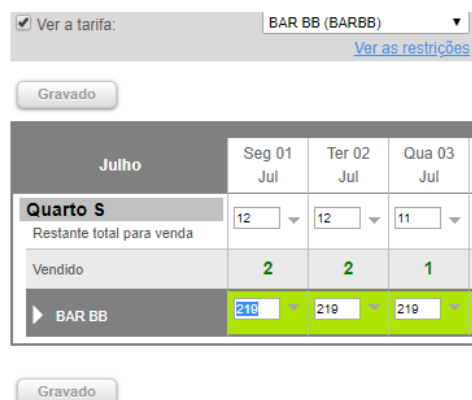 Ver a tarifa: BAR BB (BARBB)
Ver as restrições
Gravado
Julho Seg 01 Ter 02 Qua 03
Jul Jul Jul
Quarto S
Restante total para venda 12 12 11
Vendido 2 2 1
BAR BB 219 219 219
Gravado